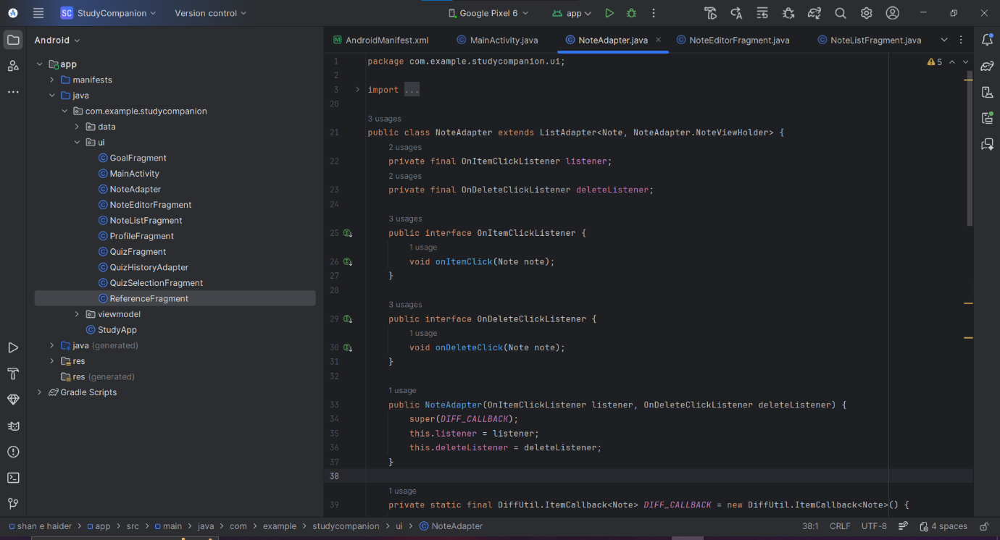 SC StudyCompanion Version control Google Pixel 6 app
Android
AndroidManifest.xml MainActivity.java NoteAdapter.java NoteEditorFragment.java NoteListFragment.java
app
manifests
java
com.example.studycompanion
data
ui
GoalFragment
MainActivity
NoteAdapter
NoteEditorFragment
NoteListFragment
ProfileFragment
QuizFragment
QuizHistoryAdapter
QuizSelectionFragment
ReferenceFragment
viewmodel
StudyApp
java (generated)
res
res (generated)
Gradle Scripts
5
1 package com.example.studycompanion.ui;
2
3 import ...
20
3 usages
21 public class NoteAdapter extends ListAdapter<Note, NoteAdapter.NoteViewHolder> {
2 usages
22 private final OnItemClickListener listener;
2 usages
23 private final OnDeleteClickListener deleteListener;
24
3 usages
25 public interface OnItemClickListener {
1 usage
26 void onItemClick(Note note);
27 }
28
3 usages
29 public interface OnDeleteClickListener {
1 usage
30 void onDeleteClick(Note note);
31 }
32
1 usage
33 public NoteAdapter(OnItemClickListener listener, OnDeleteClickListener deleteListener) {
34 super(DIFF_CALLBACK);
35 this.listener = listener;
36 this.deleteListener = deleteListener;
37 }
38
1 usage
39 private static final DiffUtil.ItemCallback<Note> DIFF_CALLBACK = new DiffUtil.ItemCallback<Note>() {
shan e haider > app > src > main > java > com > example > studycompanion > ui > NoteAdapter 38:1 CRLF UTF-8 4 spaces